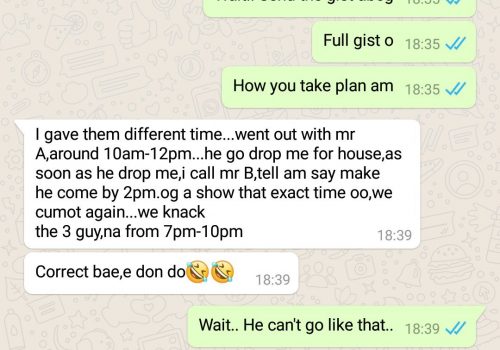 18:35
Full gist o 18:35
How you take plan am 18:35
I gave them different time...went out with mr
A,around 10am-12pm...he go drop me for house,as
soon as he drop me,i call mr B,tell am say make
he come by 2pm.og a show that exact time oo,we
cumot again...we knack
the 3 guy,na from 7pm-10pm
18:39
Correct bae,e don do🤣🤣 18:39
Wait.. He can't go like that.. 18:39